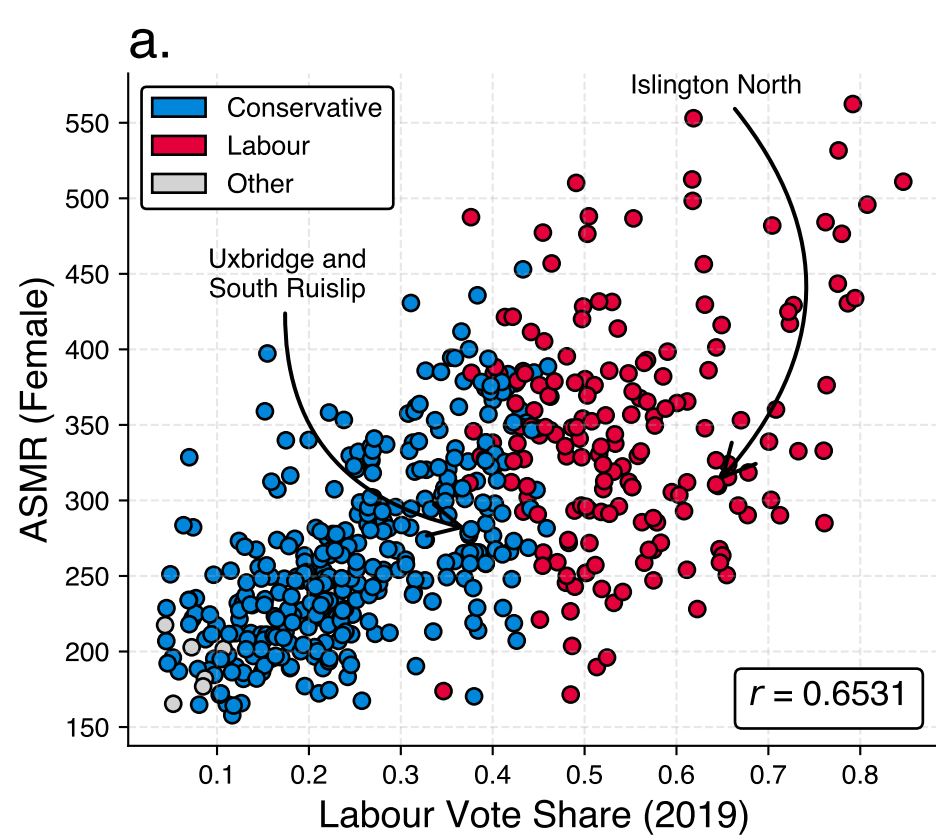 a.
Islington North
Conservative
Labour
Other
Uxbridge and
South Ruislip
ASMR (Female)
550
500
450
400
350
300
250
200
150
r = 0.6531
0.1 0.2 0.3 0.4 0.5 0.6 0.7 0.8
Labour Vote Share (2019)